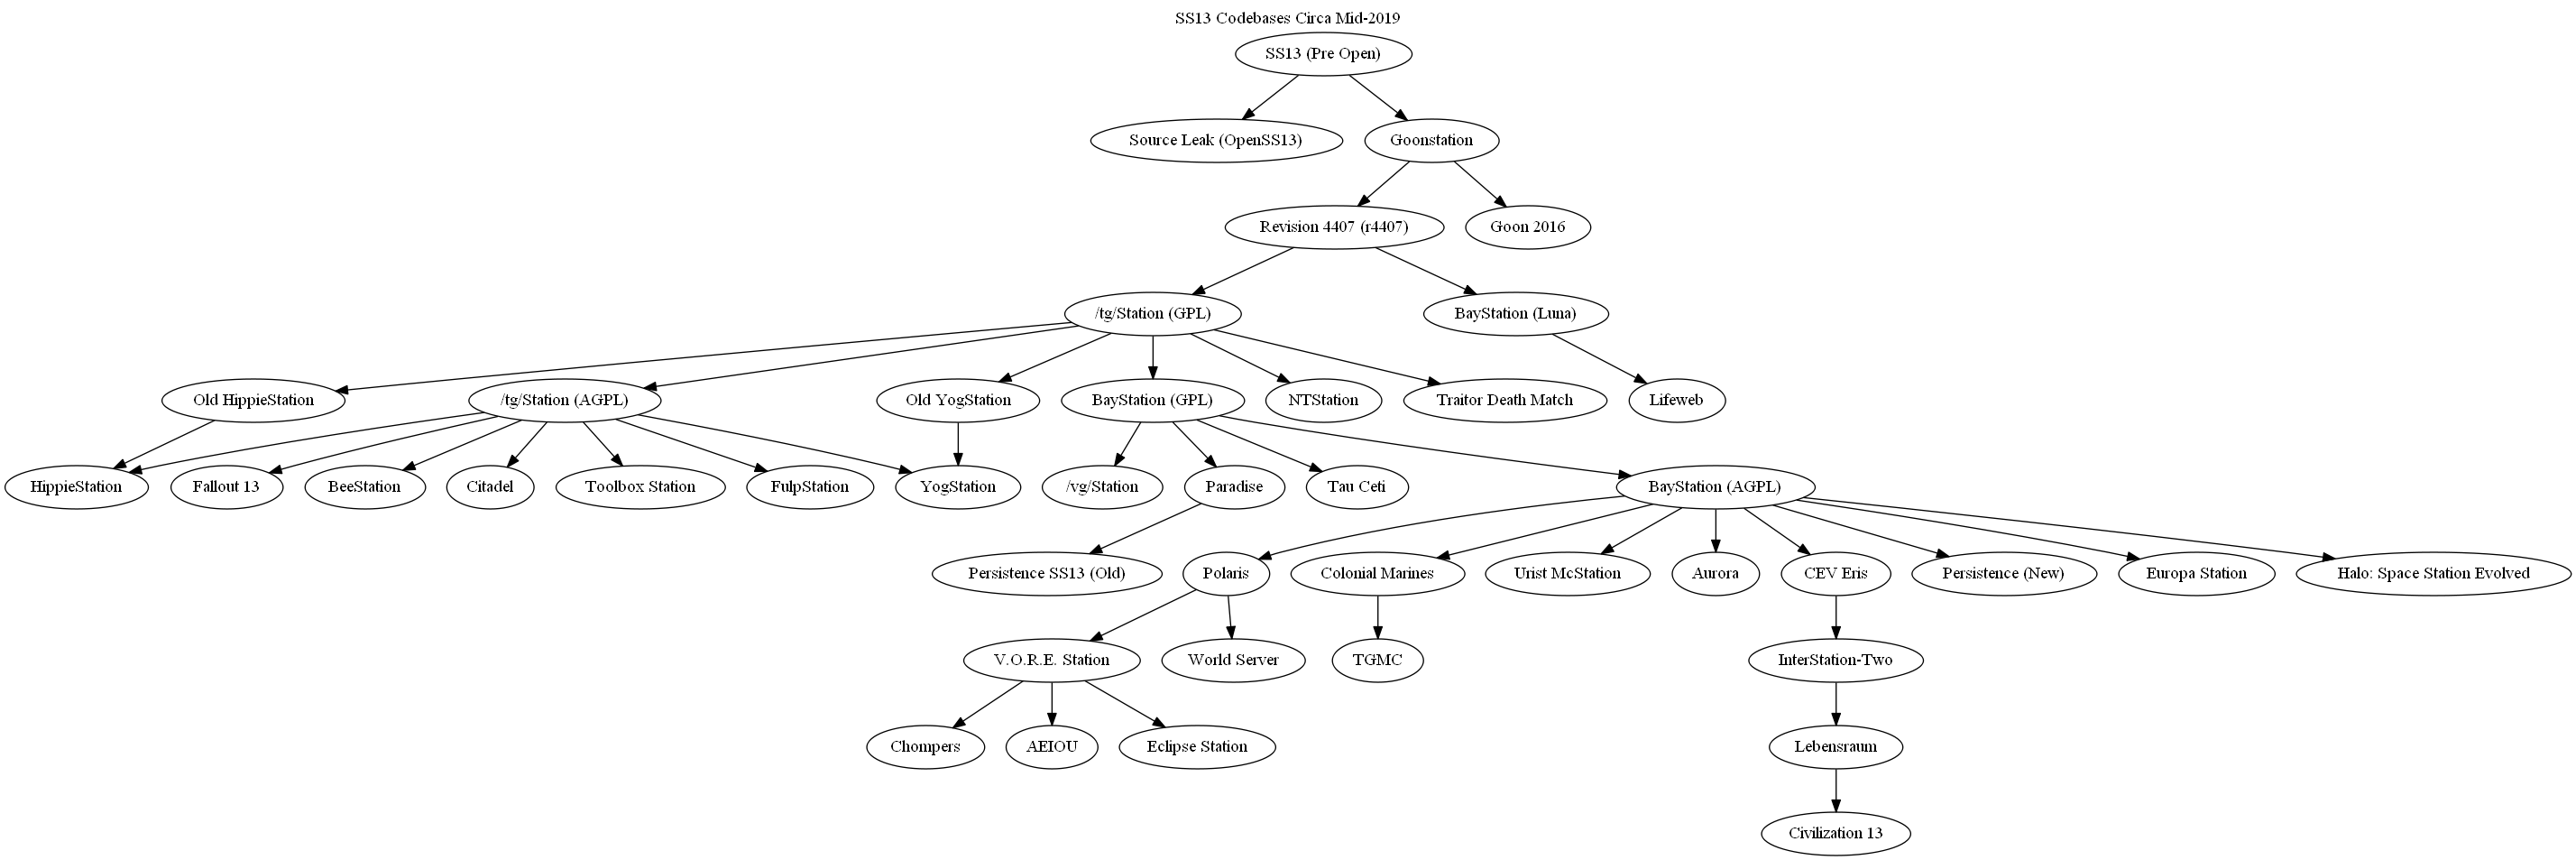 SS13 Codebases Circa Mid-2019
SS13 (Pre Open)
Source Leak (OpenSS13)
Goonstation
Revision 4407 (r4407)
Goon 2016
/tg/Station (GPL)
BayStation (Luna)
Old HippieStation
/tg/Station (AGPL)
Old YogStation
BayStation (GPL)
NTStation
Traitor Death Match
Lifeweb
HippieStation
Fallout 13
BeeStation
Citadel
Toolbox Station
FulpStation
YogStation
/vg/Station
Paradise
Tau Ceti
BayStation (AGPL)
Persistence SS13 (Old)
Polaris
Colonial Marines
Urist McStation
Aurora
CEV Eris
Persistence (New)
Europa Station
Halo: Space Station Evolved
V.O.R.E. Station
World Server
TGMC
InterStation-Two
Chompers
AEIOU
Eclipse Station
Lebensraum
Civilization 13